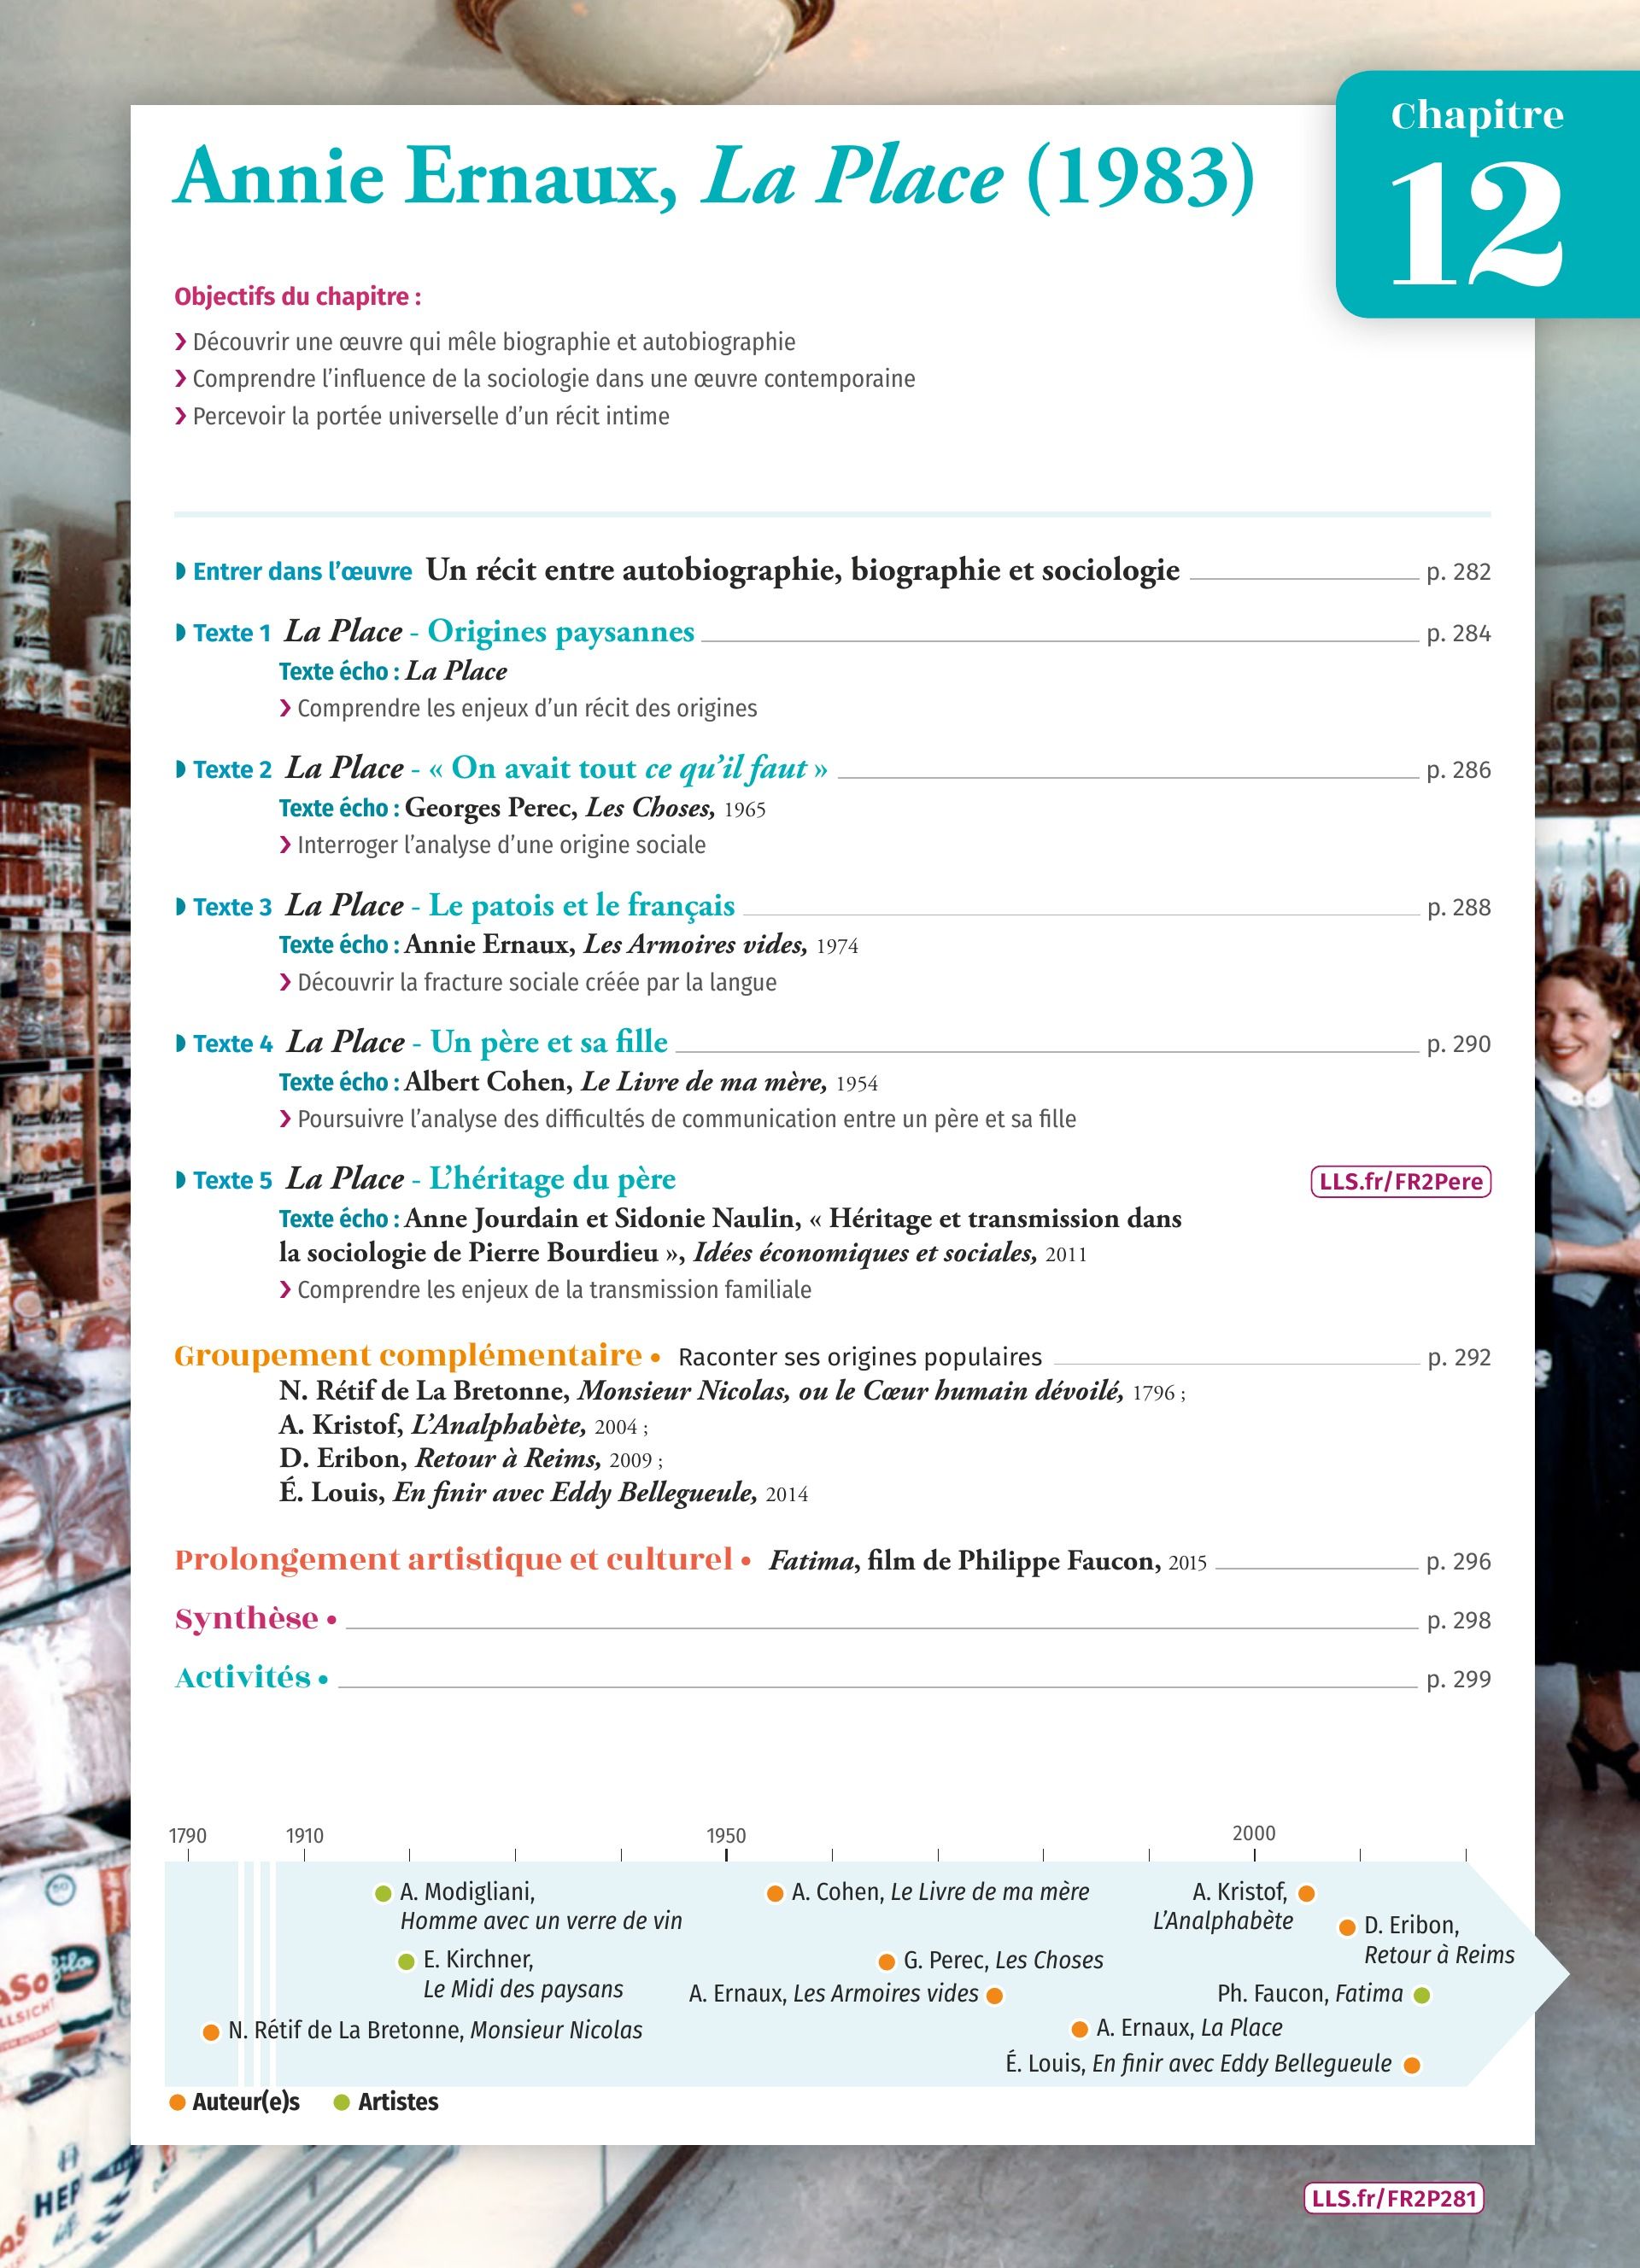 Chapitre
12
Annie Ernaux, La Place (1983)
Objectifs du chapitre :
❯ Découvrir une œuvre qui mêle biographie et autobiographie
❯ Comprendre l’influence de la sociologie dans une œuvre contemporaine
❯ Percevoir la portée universelle d’un récit intime
Entrer dans l’œuvre Un récit entre autobiographie, biographie et sociologie p. 282
Texte 1 La Place - Origines paysannes p. 284
Texte écho : La Place
❯ Comprendre les enjeux d’un récit des origines
Texte 2 La Place - « On avait tout ce qu’il faut » p. 286
Texte écho : Georges Perec, Les Choses, 1965
❯ Interroger l’analyse d’une origine sociale
Texte 3 La Place - Le patois et le français p. 288
Texte écho : Annie Ernaux, Les Armoires vides, 1974
❯ Découvrir la fracture sociale créée par la langue
Texte 4 La Place - Un père et sa fille p. 290
Texte écho : Albert Cohen, Le Livre de ma mère, 1954
❯ Poursuivre l’analyse des difficultés de communication entre un père et sa fille
Texte 5 La Place - L’héritage du père LLS.fr/FR2Pere
Texte écho : Anne Jourdain et Sidonie Naulin, « Héritage et transmission dans
la sociologie de Pierre Bourdieu », Idées économiques et sociales, 2011
❯ Comprendre les enjeux de la transmission familiale
Groupement complémentaire • Raconter ses origines populaires p. 292
N. Rétif de La Bretonne, Monsieur Nicolas, ou le Cœur humain dévoilé, 1796 ;
A. Kristof, L’Analphabète, 2004 ;
D. Eribon, Retour à Reims, 2009 ;
É. Louis, En finir avec Eddy Bellegueule, 2014
Prolongement artistique et culturel • Fatima, film de Philippe Faucon, 2015 p. 296
Synthèse • p. 298
Activités • p. 299
1790 1910 1950 2000
A. Modigliani,
Homme avec un verre de vin
E. Kirchner,
Le Midi des paysans
N. Rétif de La Bretonne, Monsieur Nicolas
A. Cohen, Le Livre de ma mère
G. Perec, Les Choses
A. Ernaux, Les Armoires vides
A. Kristof,
L’Analphabète
D. Eribon,
Retour à Reims
Ph. Faucon, Fatima
A. Ernaux, La Place
É. Louis, En finir avec Eddy Bellegueule
Auteur(e)s Artistes
HEP
LLS.fr/FR2P281